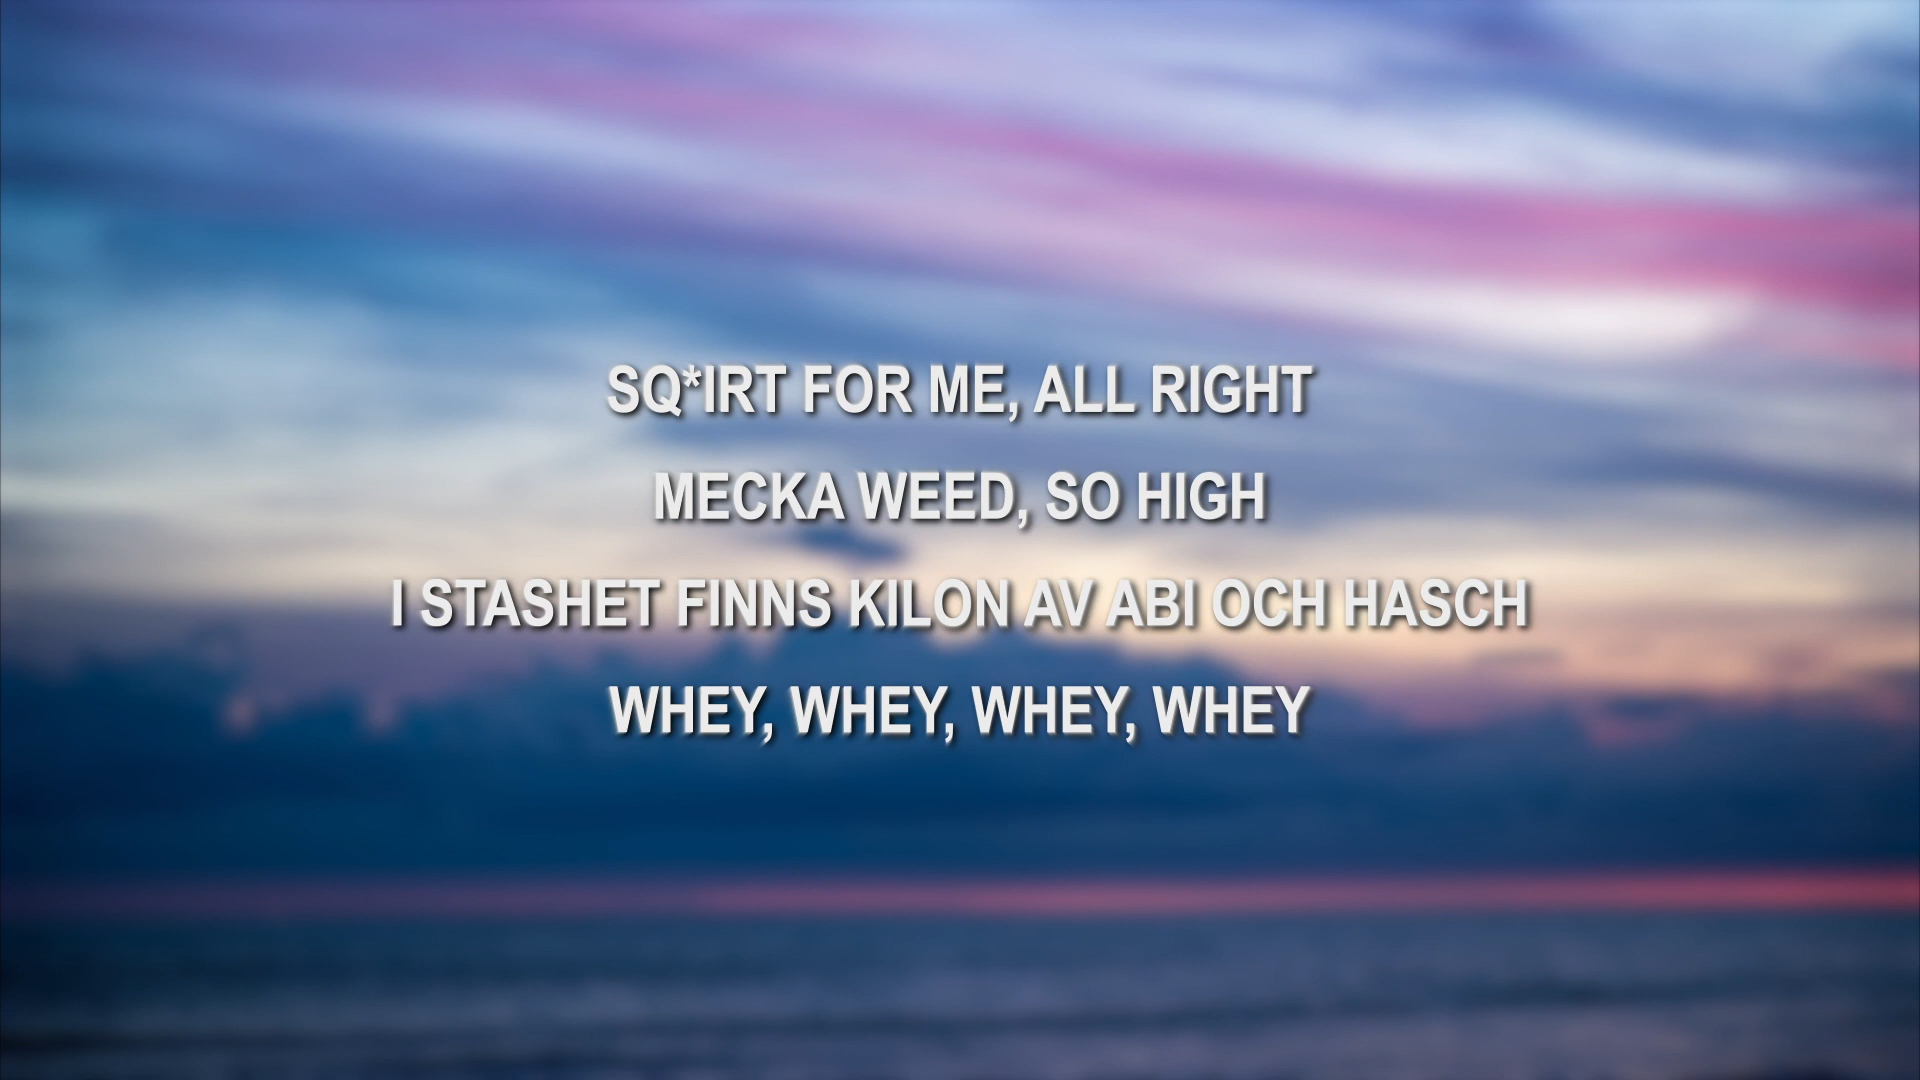 SQ*IRT FOR ME, ALL RIGHT
MECKA WEED, SO HIGH
I STASHET FINNS KILON AV ABI OCH HASCH
WHEY, WHEY, WHEY, WHEY